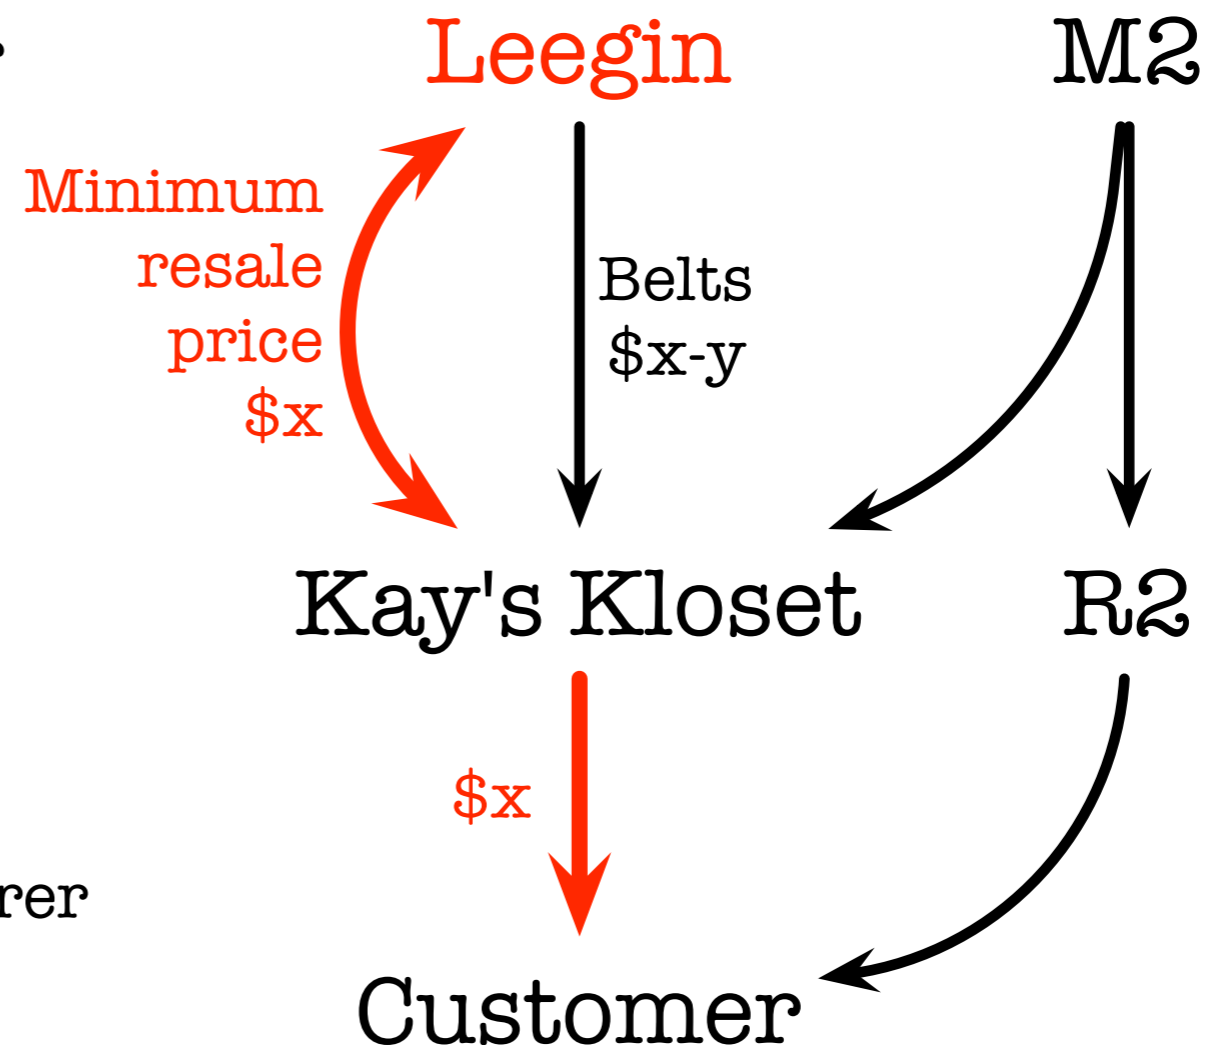 Leegin
M2
Minimum
resale
price
$x
Belts
$x-y
Kay's Kloset
R2
$x
rer
Customer